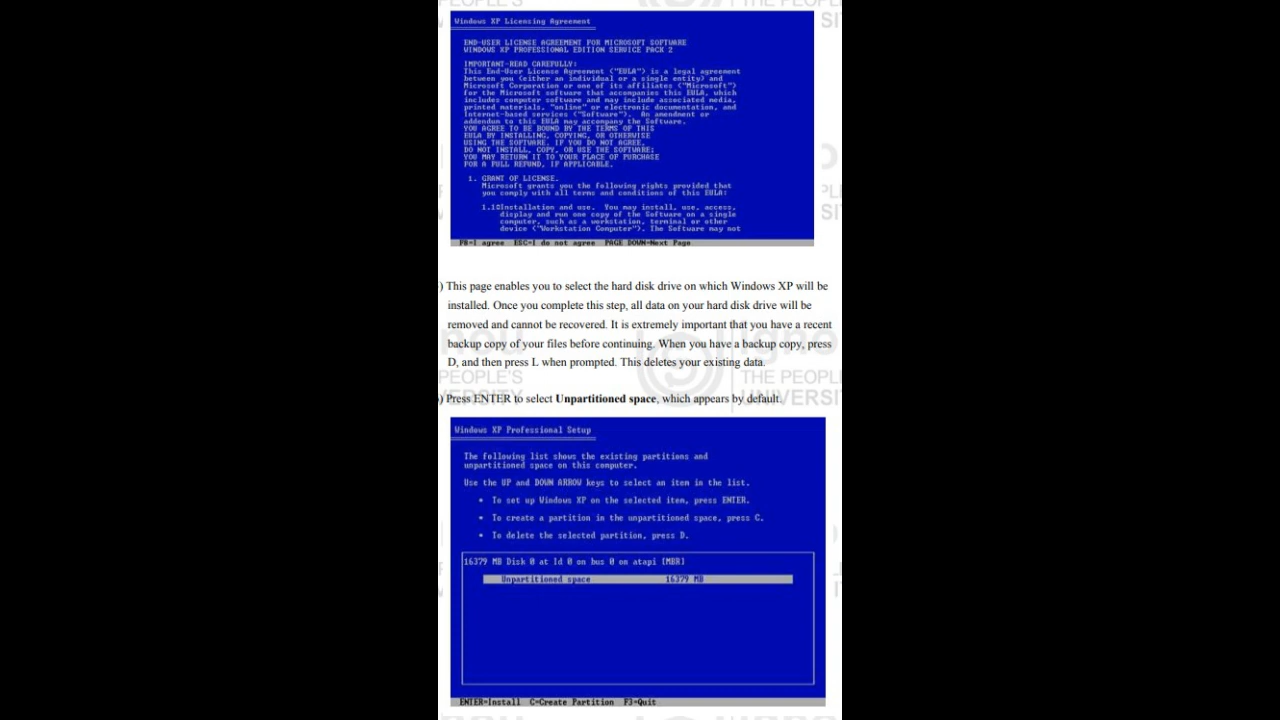 Windows XP Licensing Agreement
END-USER LICENSE AGREEMENT FOR MICROSOFT SOFTWARE
WINDOWS XP PROFESSIONAL EDITION SERVICE PACK 2
IMPORTANT-READ CAREFULLY:
This End-User License Agreement ("EULA") is a legal agreement
between you (either an individual or a single entity) and
Microsoft Corporation or one of its affiliates ("Microsoft")
for the Microsoft software that accompanies this EULA, which
includes computer software and may include associated media,
printed materials, "online" or electronic documentation, and
Internet-based services ("Software"). An amendment or
addendum to this EULA may accompany the Software.
YOU AGREE TO BE BOUND BY THE TERMS OF THIS
EULA BY INSTALLING, COPYING, OR OTHERWISE
USING THE SOFTWARE. IF YOU DO NOT AGREE,
DO NOT INSTALL, COPY, OR USE THE SOFTWARE;
YOU MAY RETURN IT TO YOUR PLACE OF PURCHASE
FOR A FULL REFUND, IF APPLICABLE.
1. GRANT OF LICENSE.
Microsoft grants you the following rights provided that
you comply with all terms and conditions of this EULA:
1.1 Installation and use. You may install, use, access,
display and run one copy of the Software on a single
computer, such as a workstation, terminal or other
device ("Workstation Computer"). The Software may not
F8=I agree ESC=I do not agree PAGE DOWN=Next Page
) This page enables you to select the hard disk drive on which Windows XP will be
installed. Once you complete this step, all data on your hard disk drive will be
removed and cannot be recovered. It is extremely important that you have a recent
backup copy of your files before continuing. When you have a backup copy, press
D, and then press L when prompted. This deletes your existing data.
THE PEOPL
) Press ENTER to select Unpartitioned space, which appears by default.
Windows XP Professional Setup
The following list shows the existing partitions and
unpartitioned space on this computer.
Use the UP and DOWN ARROW keys to select an item in the list.
• To set up Windows XP on the selected item, press ENTER.
• To create a partition in the unpartitioned space, press C.
• To delete the selected partition, press D.
16379 MB Disk 0 at Id 0 on bus 0 on atapi [MBR]
Unpartitioned space 16379 MB
ENTER=Install C=Create Partition F3=Quit